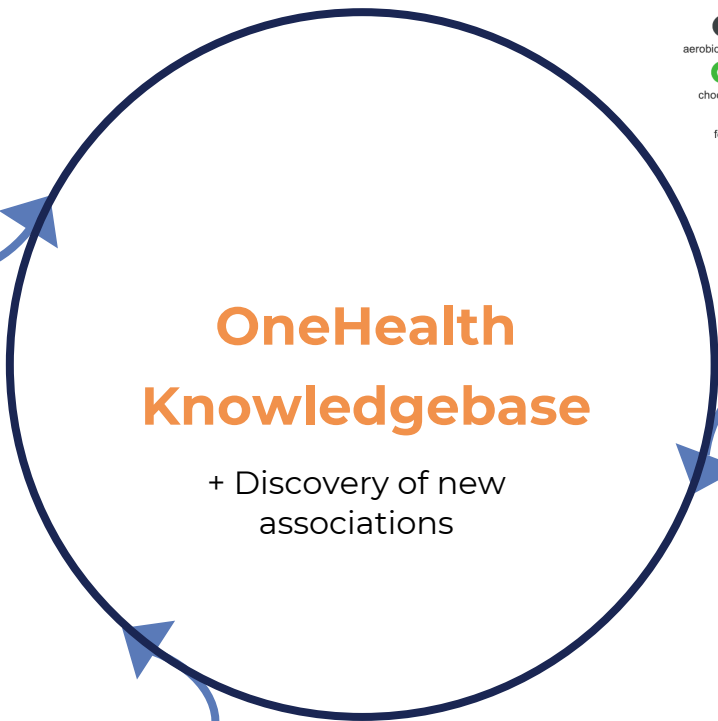 OneHealth
Knowledgebase
+ Discovery of new
associations